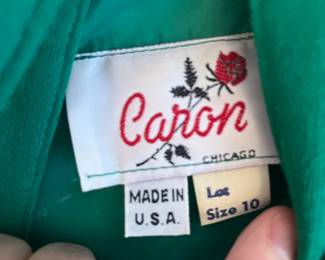 Caron
CHICAGO
MADE IN
U.S.A.
Lot
Size 10